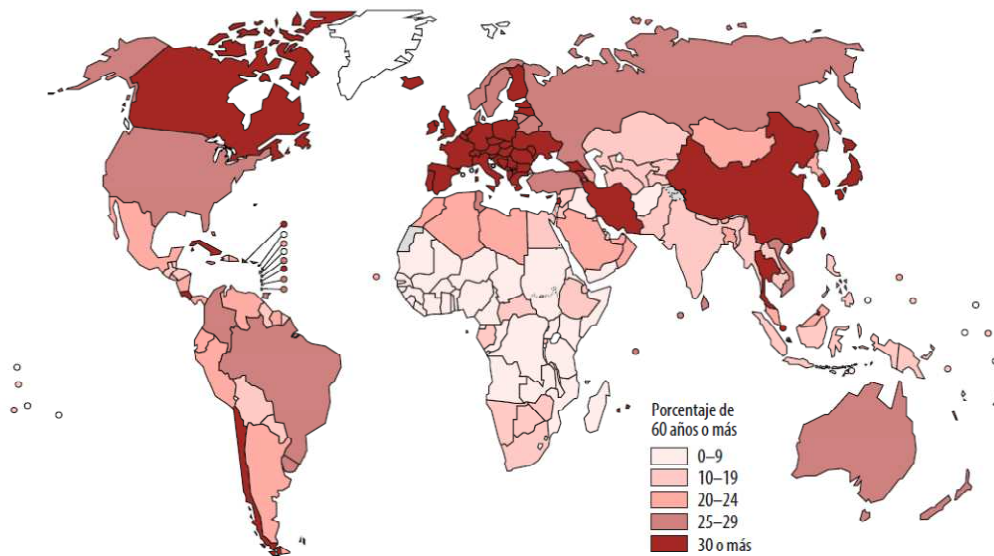 Porcentaje de
60 años o más
0–9
10–19
20–24
25–29
30 o más